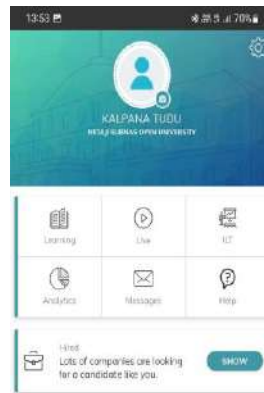 13:53
70%
KALPANA TUDU
NETAJI SUBHAS OPEN UNIVERSITY
Learning
Live
ILT
Analytics
Messages
Help
Hired
Lots of companies are looking
for a candidate like you.
SHOW